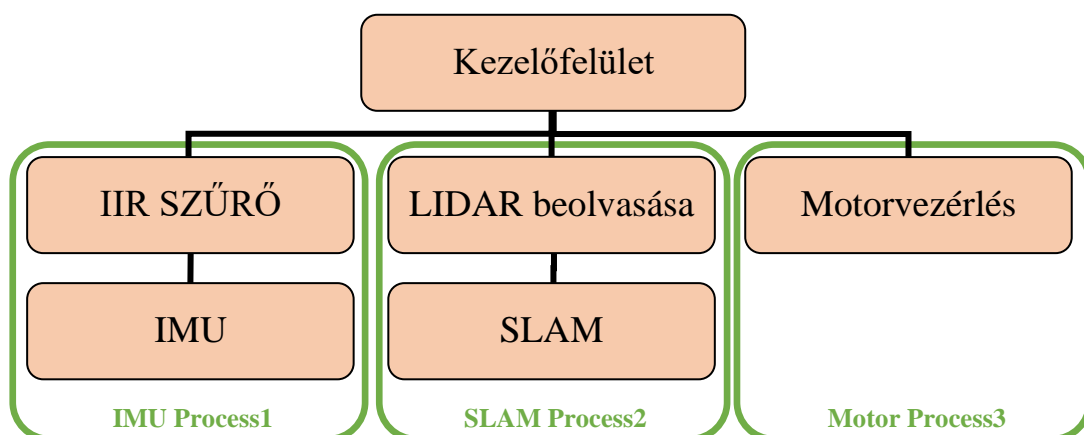 Kezelőfelület
IIR SZŰRŐ
LIDAR beolvasása
Motorvezérlés
IMU
SLAM
IMU Process1
SLAM Process2
Motor Process3